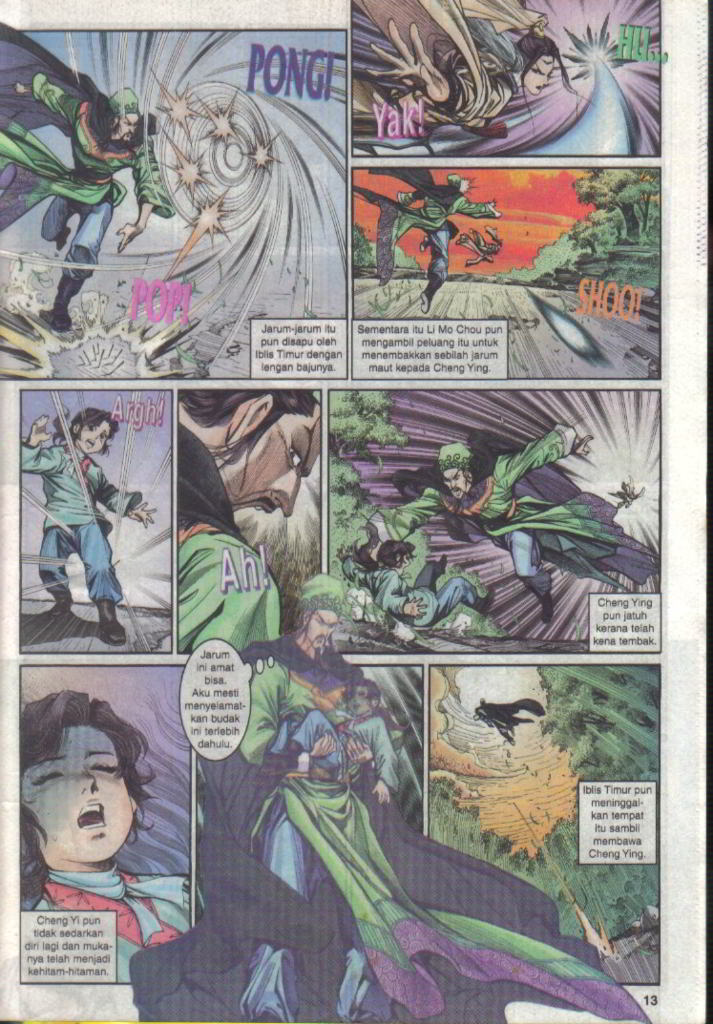 PONG!
POP!
Jarum-jarum itu
pun disapu oleh
Iblis Timur dengan
lengan bajunya.
Yak!
HU...
SHOO!
Sementara itu Li Mo Chou pun
mengambil peluang itu untuk
menembakkan sebilah jarum
maut kepada Cheng Ying.
Argh!
Ah!
Cheng Ying
pun jatuh
kerana telah
kena tembak.
Cheng Yi pun
tidak sedarkan
diri lagi dan muka-
nya telah menjadi
kehitam-hitaman.
Jarum
ini amat
bisa.
Aku mesti
menyelamat-
kan budak
ini terlebih
dahulu.
Iblis Timur pun
meninggal-
kan tempat
itu sambil
membawa
Cheng Ying.
13